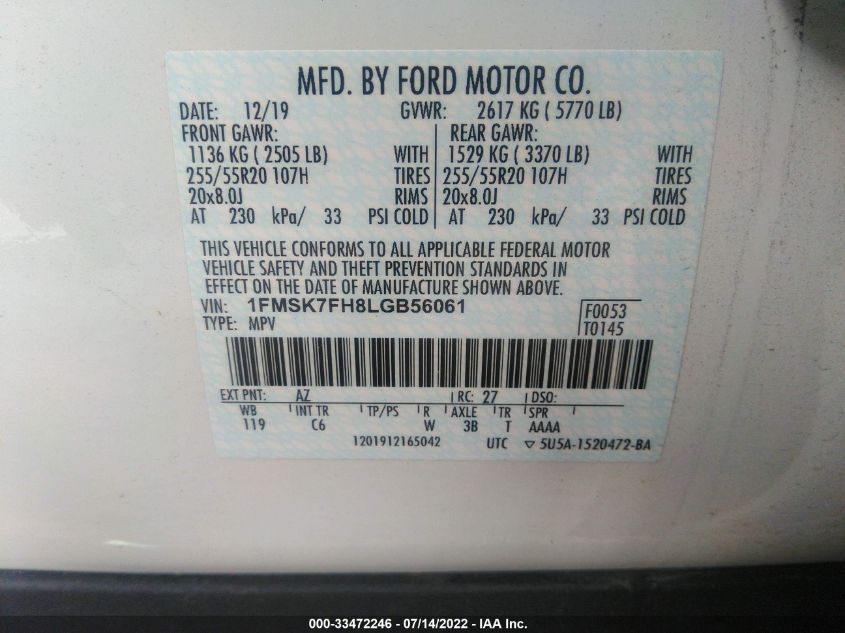 MFD. BY FORD MOTOR CO.
DATE: 12/19 GVWR: 2617 KG ( 5770 LB)
FRONT GAWR: REAR GAWR:
1136 KG ( 2505 LB) WITH 1529 KG ( 3370 LB) WITH
255/55R20 107H TIRES 255/55R20 107H TIRES
20x8.0J RIMS 20x8.0J RIMS
AT 230 kPa/ 33 PSI COLD AT 230 kPa/ 33 PSI COLD
THIS VEHICLE CONFORMS TO ALL APPLICABLE FEDERAL MOTOR
VEHICLE SAFETY AND THEFT PREVENTION STANDARDS IN
EFFECT ON THE DATE OF MANUFACTURE SHOWN ABOVE.
VIN: 1FMSK7FH8LGB56061 F0053
TYPE: MPV T0145
EXT PNT: AZ RC: 27 DSO:
WB INT TR TP/PS R AXLE TR SPR
119 C6 W 3B T AAAA
1201912165042 UTC ▽ 5U5A-1520472-BA
000-33472246 - 07/14/2022 - IAA Inc.